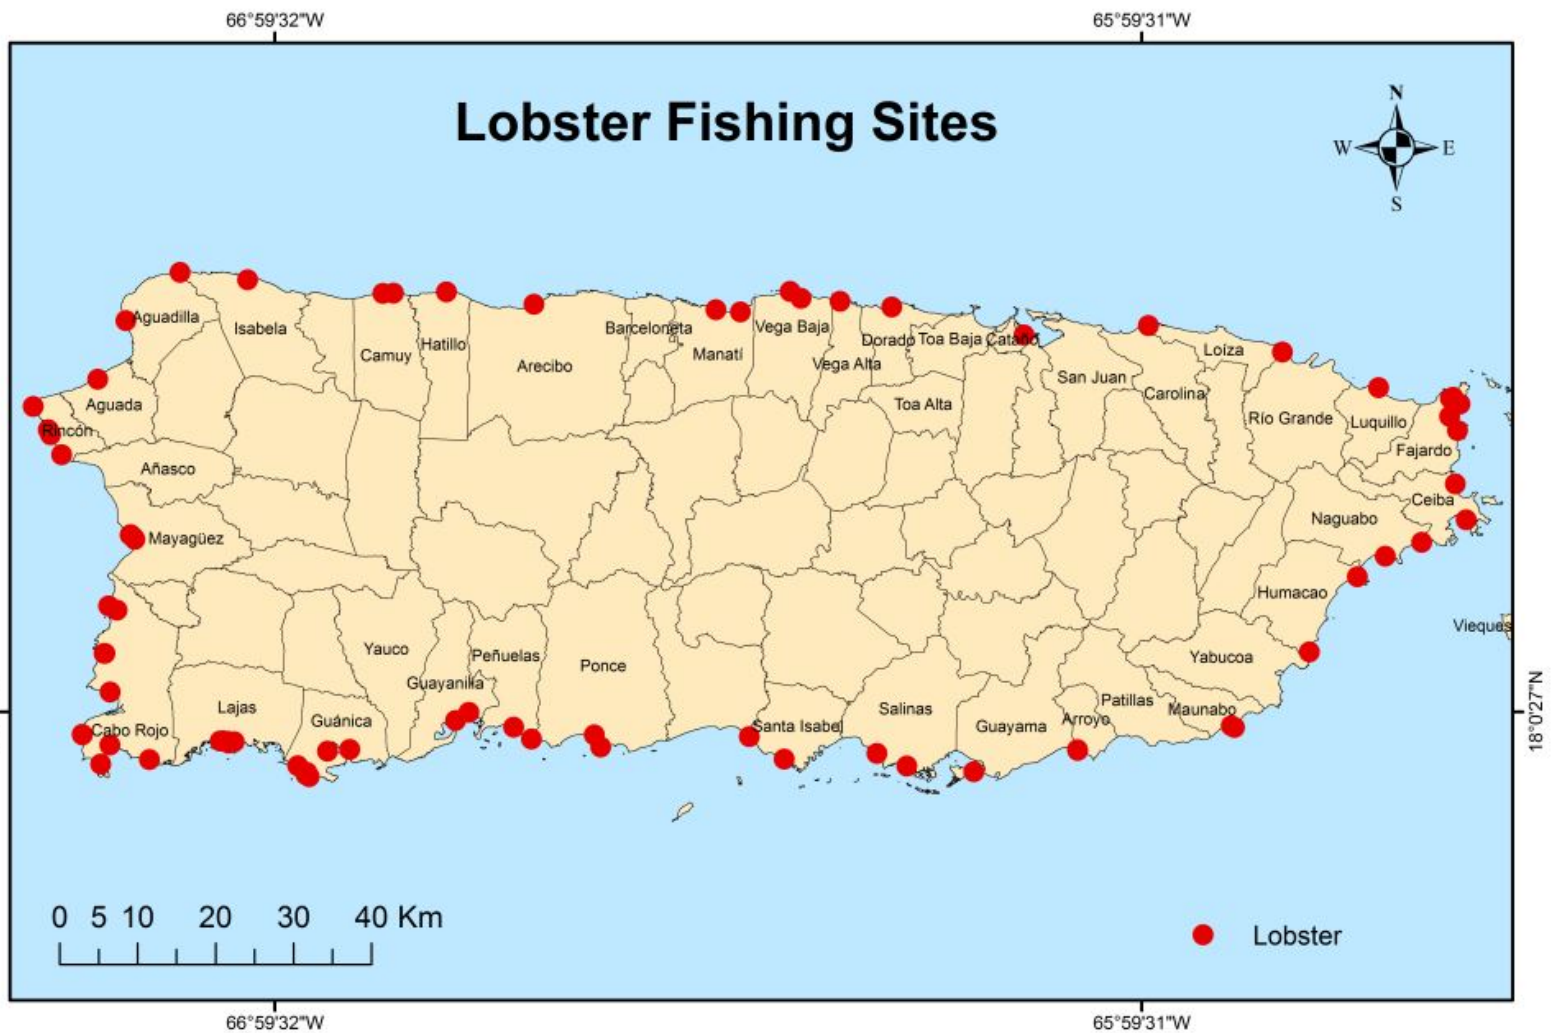 66°59'32"W 65°59'31"W
Lobster Fishing Sites
N
W E
S
Aguadilla
Isabela
Barceloneta
Vega Baja
Dorado Toa Baja Cataño
Hatillo
Camuy
Manatí
Loíza
Arecibo
Vega Alta
San Juan
Carolina
Aguada
Toa Alta
Río Grande
Luquillo
Rincón
Fajardo
Añasco
Ceiba
Naguabo
Mayagüez
Humacao
Vieques
Yauco
Peñuelas
Ponce
Yabucoa
Guayanilla
Patillas
Lajas
Salinas
Maunabo
Guánica
Arroyo
Cabo Rojo
Santa Isabel
Guayama
18°0'27"N
0 5 10 20 30 40 Km
Lobster
66°59'32"W 65°59'31"W